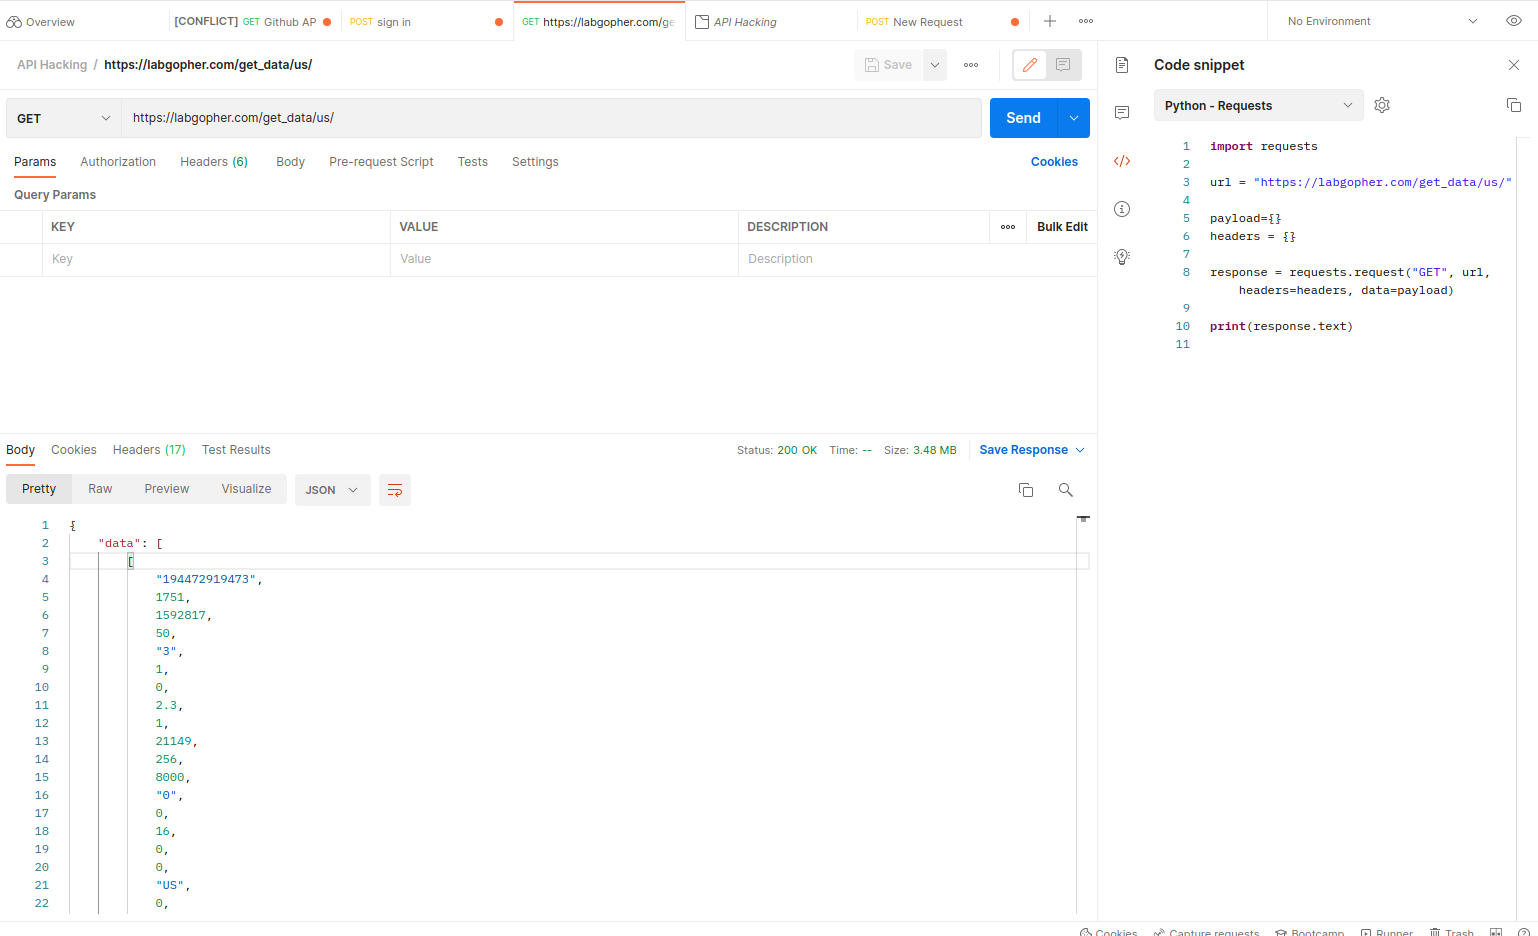 Overview
[CONFLICT] GET Github AP
POST sign in
GET https://labgopher.com/ge
API Hacking
POST New Request
No Environment
API Hacking / https://labgopher.com/get_data/us/
Save
Code snippet
GET https://labgopher.com/get_data/us/
Send
Python - Requests
Params Authorization Headers (6) Body Pre-request Script Tests Settings
Cookies
Query Params
KEY VALUE DESCRIPTION Bulk Edit
Key Value Description
1 import requests
2
3 url = "https://labgopher.com/get_data/us/"
4
5 payload={}
6 headers = {}
7
8 response = requests.request("GET", url,
headers=headers, data=payload)
9
10 print(response.text)
11
Body Cookies Headers (17) Test Results
Status: 200 OK Time: -- Size: 3.48 MB Save Response
Pretty Raw Preview Visualize JSON
1 {
2 "data": [
3 [
4 "194472919473",
5 1751,
6 1592817,
7 50,
8 "3",
9 1,
10 0,
11 2.3,
12 1,
13 21149,
14 256,
15 8000,
16 "0",
17 0,
18 16,
19 0,
20 0,
21 "US",
22 0,
Cookies Capture requests Bootcamp Runner Trash